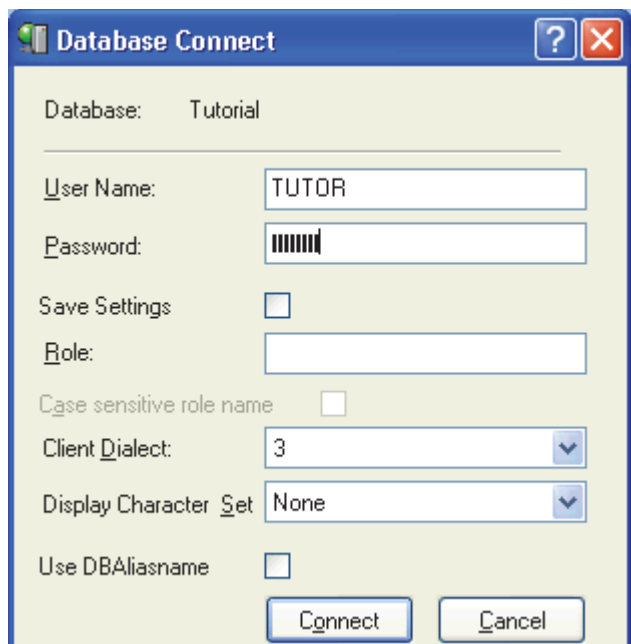 Database Connect
Database: Tutorial
User Name: TUTOR
Password:
Save Settings
Role:
Case sensitive role name
Client Dialect: 3
Display Character Set None
Use DBAliasname
Connect Cancel